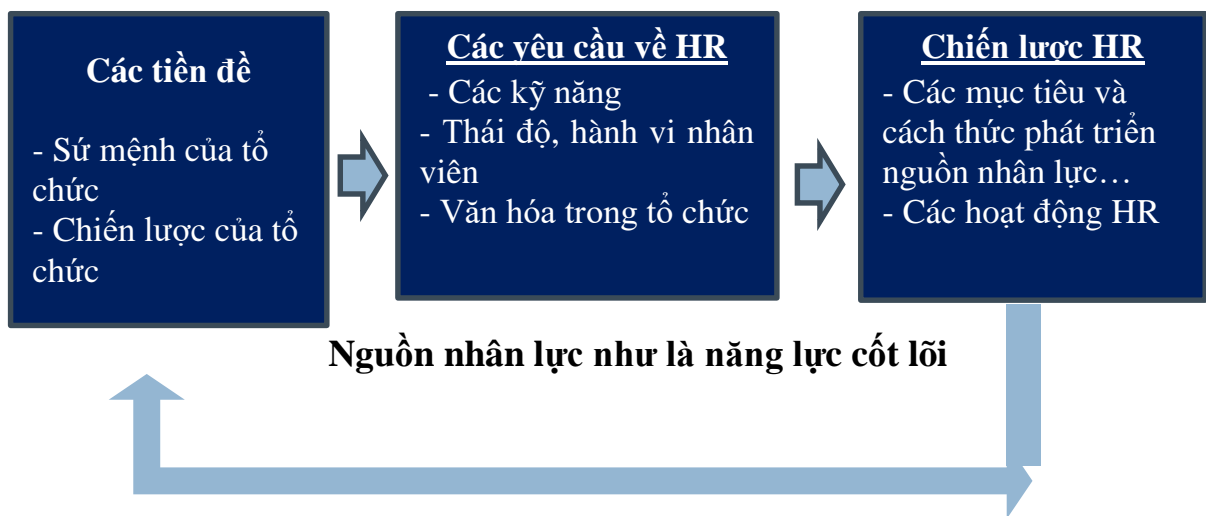 Các tiền đề
- Sứ mệnh của tổ
chức
- Chiến lược của tổ
chức
Các yêu cầu về HR
- Các kỹ năng
- Thái độ, hành vi nhân
viên
- Văn hóa trong tổ chức
Chiến lược HR
- Các mục tiêu và
cách thức phát triển
nguồn nhân lực…
- Các hoạt động HR
Nguồn nhân lực như là năng lực cốt lõi